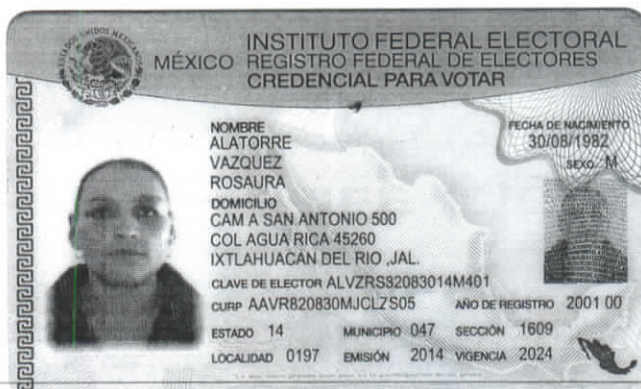 ESTADOS UNIDOS MEXICANOS
MÉXICO
INSTITUTO FEDERAL ELECTORAL
REGISTRO FEDERAL DE ELECTORES
CREDENCIAL PARA VOTAR
NOMBRE
ALATORRE
VAZQUEZ
ROSAURA
FECHA DE NACIMIENTO
30/08/1982
SEXO M
DOMICILIO
CAM A SAN ANTONIO 500
COL AGUA RICA 45260
IXTLAHUACAN DEL RIO ,JAL.
CLAVE DE ELECTOR ALVZRS82083014M401
CURP AAVR820830MJCLZS05 AÑO DE REGISTRO 2001 00
ESTADO 14 MUNICIPIO 047 SECCIÓN 1609
LOCALIDAD 0197 EMISIÓN 2014 VIGENCIA 2024